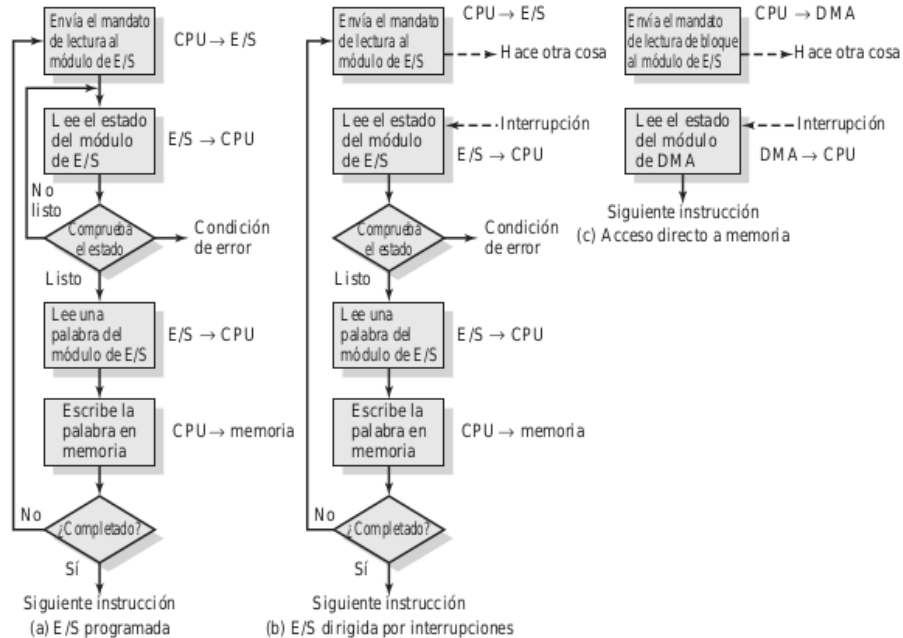 Envía el mandato
de lectura al
módulo de E/S
CPU → E/S
Lee el estado
del módulo
de E/S
E/S → CPU
No
listo
Comprueba
el estado
Condición
de error
Listo
Lee una
palabra del
módulo de E/S
E/S → CPU
Escribe la
palabra en
memoria
CPU → memoria
No
¿Completado?
Sí
Siguiente instrucción
(a) E/S programada
Envía el mandato
de lectura al
módulo de E/S
CPU → E/S
Hace otra cosa
Lee el estado
del módulo
de E/S
Interrupción
E/S → CPU
Comprueba
el estado
Condición
de error
Listo
Lee una
palabra del
módulo de E/S
E/S → CPU
Escribe la
palabra en
memoria
CPU → memoria
No
¿Completado?
Sí
Siguiente instrucción
(b) E/S dirigida por interrupciones
Envía el mandato
de lectura de bloque
al módulo de E/S
CPU → DMA
Hace otra cosa
Lee el estado
del módulo
de DMA
Interrupción
DMA → CPU
Siguiente instrucción
(c) Acceso directo a memoria